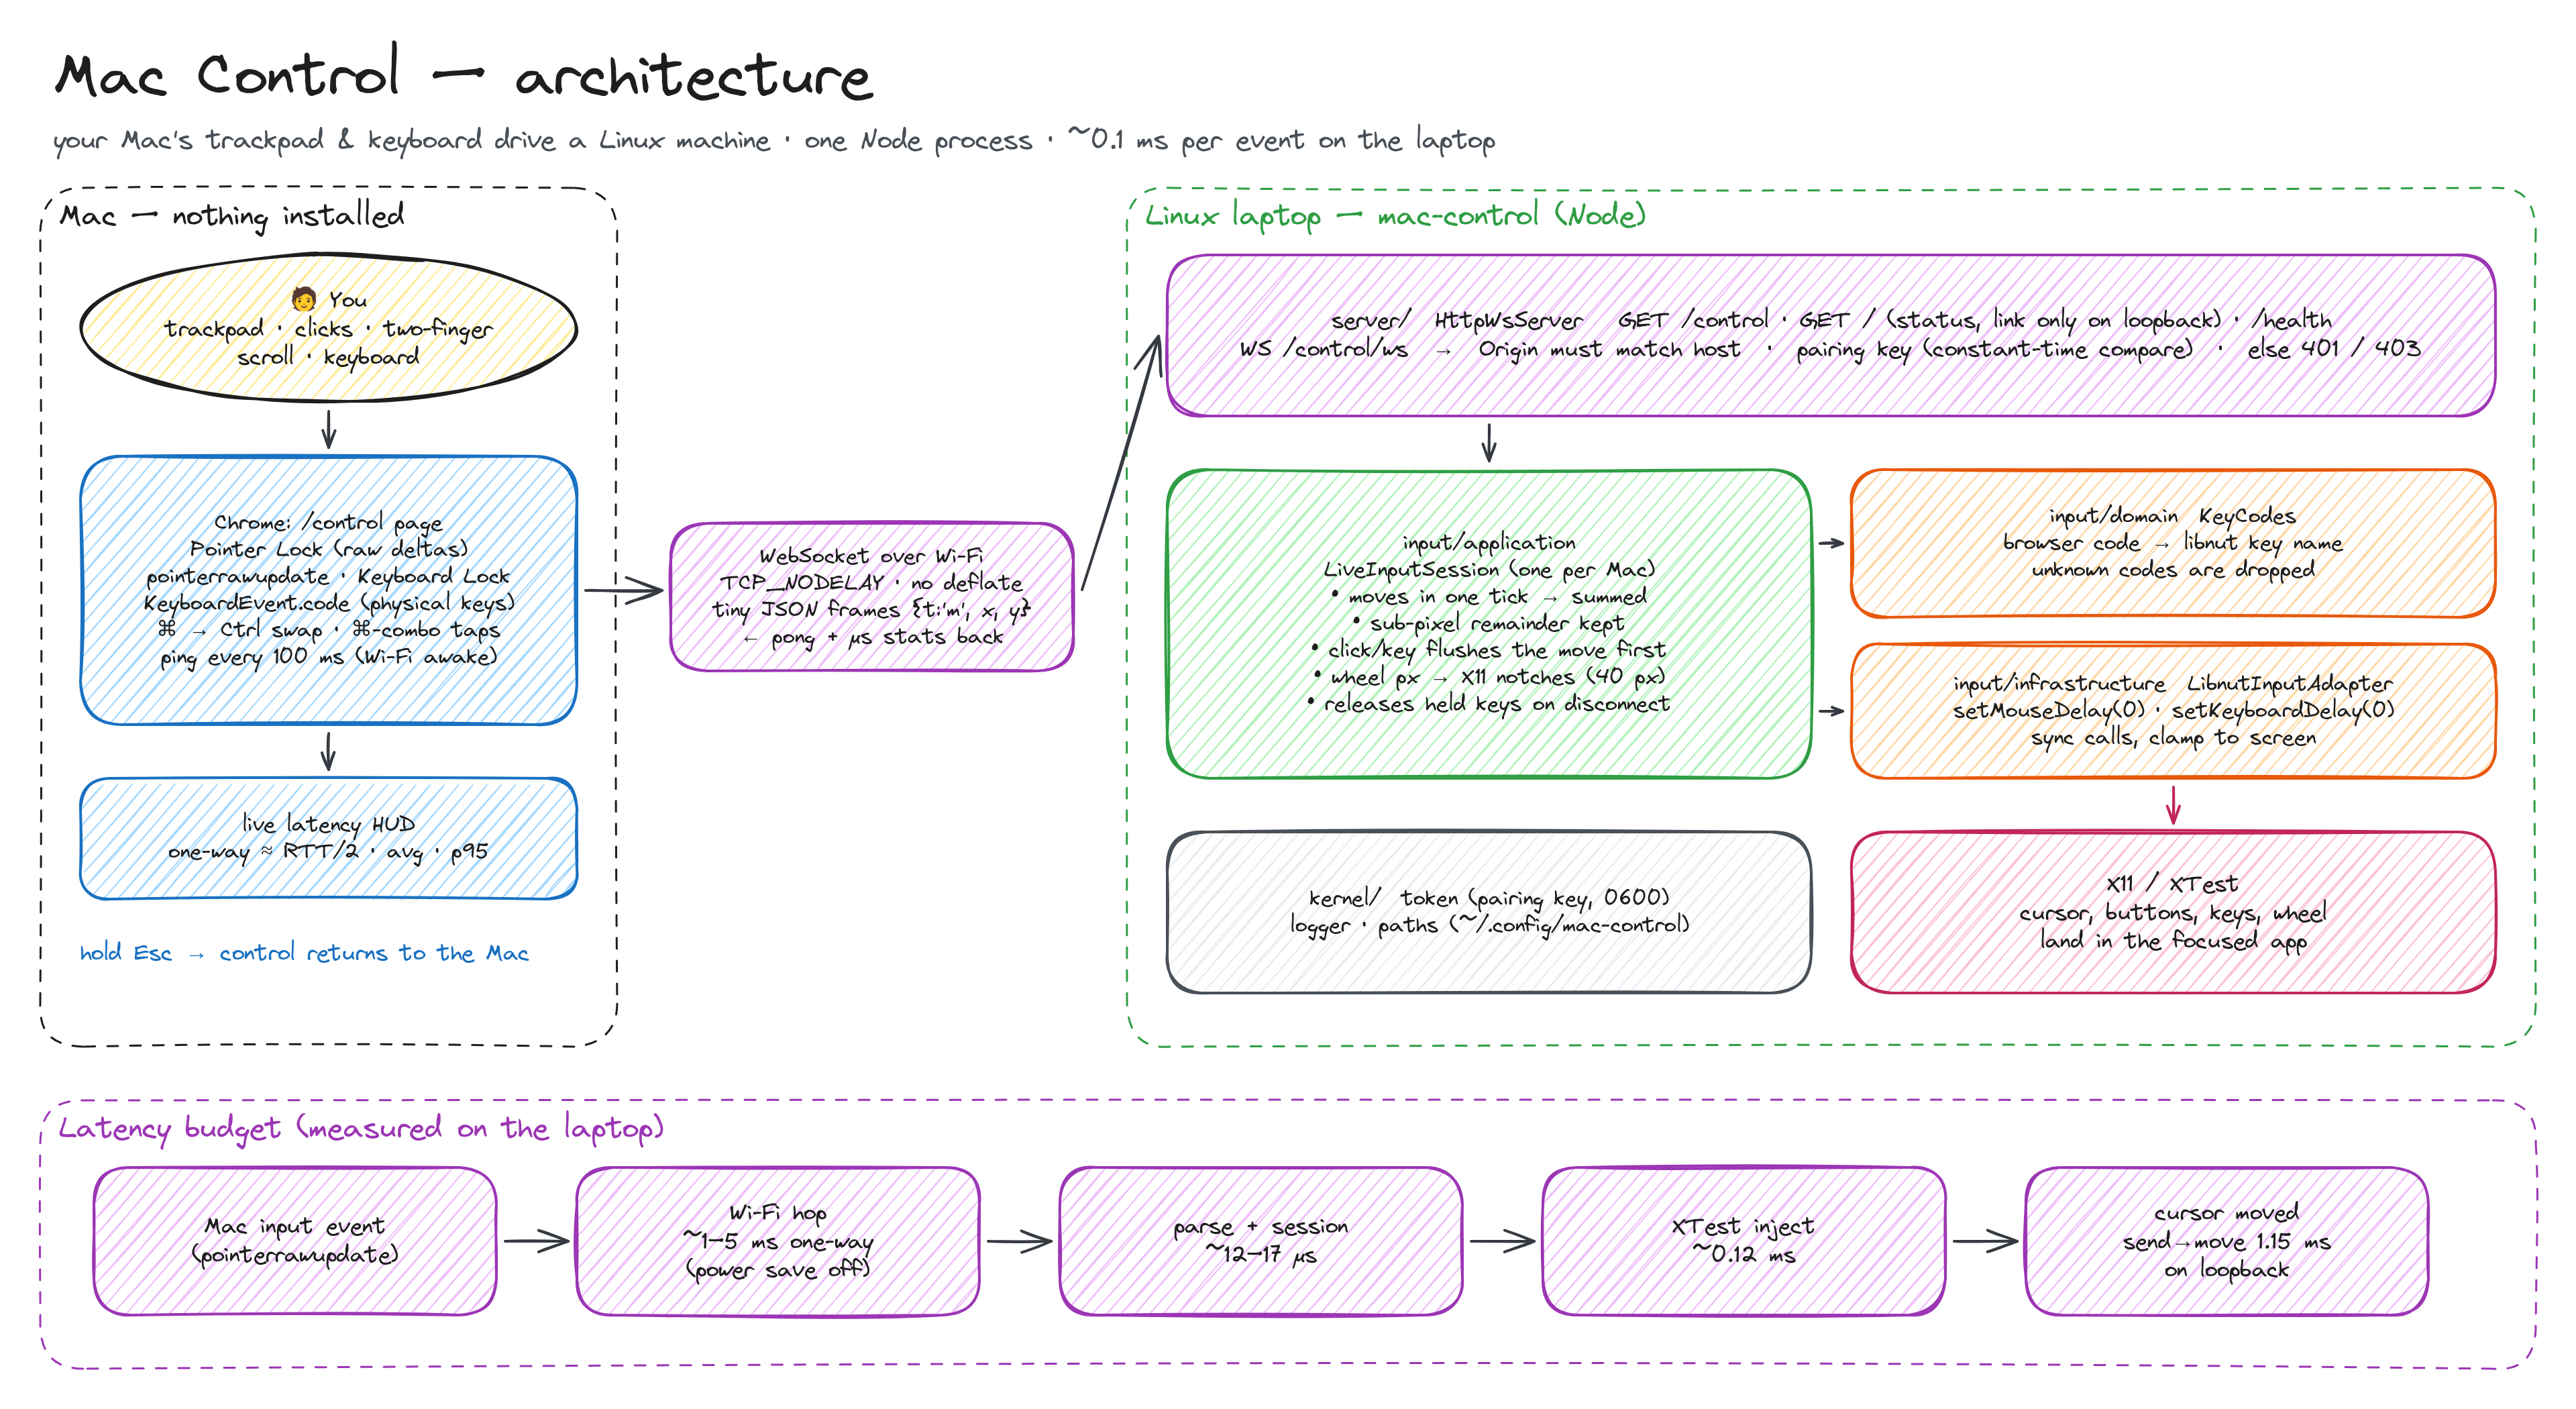 Mac Control — architecture
your Mac's trackpad & keyboard drive a Linux machine · one Node process · ~0.1 ms per event on the laptop
Mac — nothing installed
🧑 You
trackpad · clicks · two-finger
scroll · keyboard
Chrome: /control page
Pointer Lock (raw deltas)
pointerrawupdate · Keyboard Lock
KeyboardEvent.code (physical keys)
⌘ → Ctrl swap · ⌘-combo taps
ping every 100 ms (Wi-Fi awake)
live latency HUD
one-way ≈ RTT/2 · avg · p95
hold Esc → control returns to the Mac
WebSocket over Wi-Fi
TCP_NODELAY · no deflate
tiny JSON frames {t:'m', x, y}
← pong + µs stats back
Linux laptop — mac-control (Node)
server/ HttpWsServer GET /control · GET / (status, link only on loopback) · /health
WS /control/ws → Origin must match host · pairing key (constant-time compare) · else 401 / 403
input/application
LiveInputSession (one per Mac)
• moves in one tick → summed
• sub-pixel remainder kept
• click/key flushes the move first
• wheel px → X11 notches (40 px)
• releases held keys on disconnect
input/domain KeyCodes
browser code → libnut key name
unknown codes are dropped
input/infrastructure LibnutInputAdapter
setMouseDelay(0) · setKeyboardDelay(0)
sync calls, clamp to screen
kernel/ token (pairing key, 0600)
logger · paths (~/.config/mac-control)
X11 / XTest
cursor, buttons, keys, wheel
land in the focused app
Latency budget (measured on the laptop)
Mac input event
(pointerrawupdate)
Wi-Fi hop
~1–5 ms one-way
(power save off)
parse + session
~12–17 µs
XTest inject
~0.12 ms
cursor moved
send→move 1.15 ms
on loopback